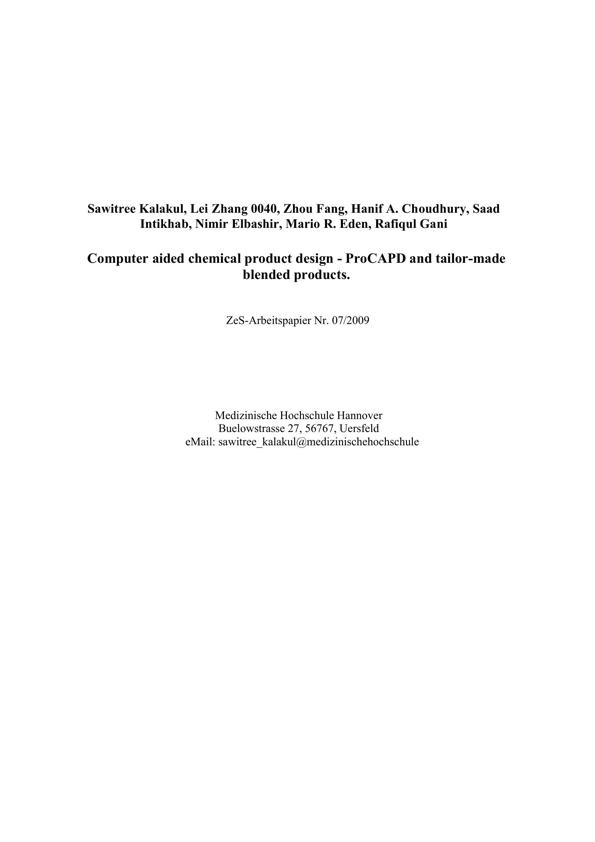 Sawitree Kalakul, Lei Zhang 0040, Zhou Fang, Hanif A. Choudhury, Saad
Intikhab, Nimir Elbashir, Mario R. Eden, Rafiqul Gani
Computer aided chemical product design - ProCAPD and tailor-made
blended products.
ZeS-Arbeitspapier Nr. 07/2009
Medizinische Hochschule Hannover
Buelowstrasse 27, 56767, Uersfeld
eMail: sawitree_kalakul@medizinischehochschule